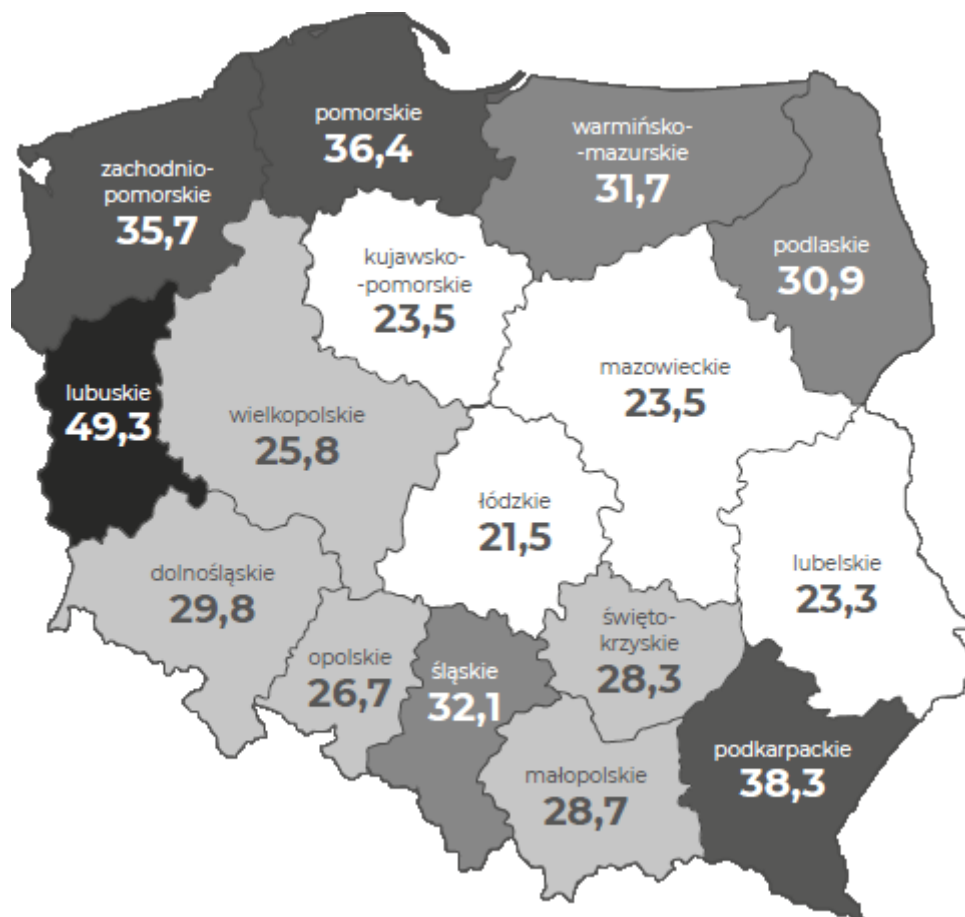 pomorskie
36,4
warmińsko-
-mazurskie
31,7
zachodnio-
pomorskie
35,7
podlaskie
30,9
kujawsko-
-pomorskie
23,5
mazowieckie
23,5
lubuskie
49,3
wielkopolskie
25,8
łódzkie
21,5
lubelskie
23,3
dolnośląskie
29,8
święto-
krzyskie
28,3
opolskie
26,7
śląskie
32,1
podkarpackie
38,3
małopolskie
28,7